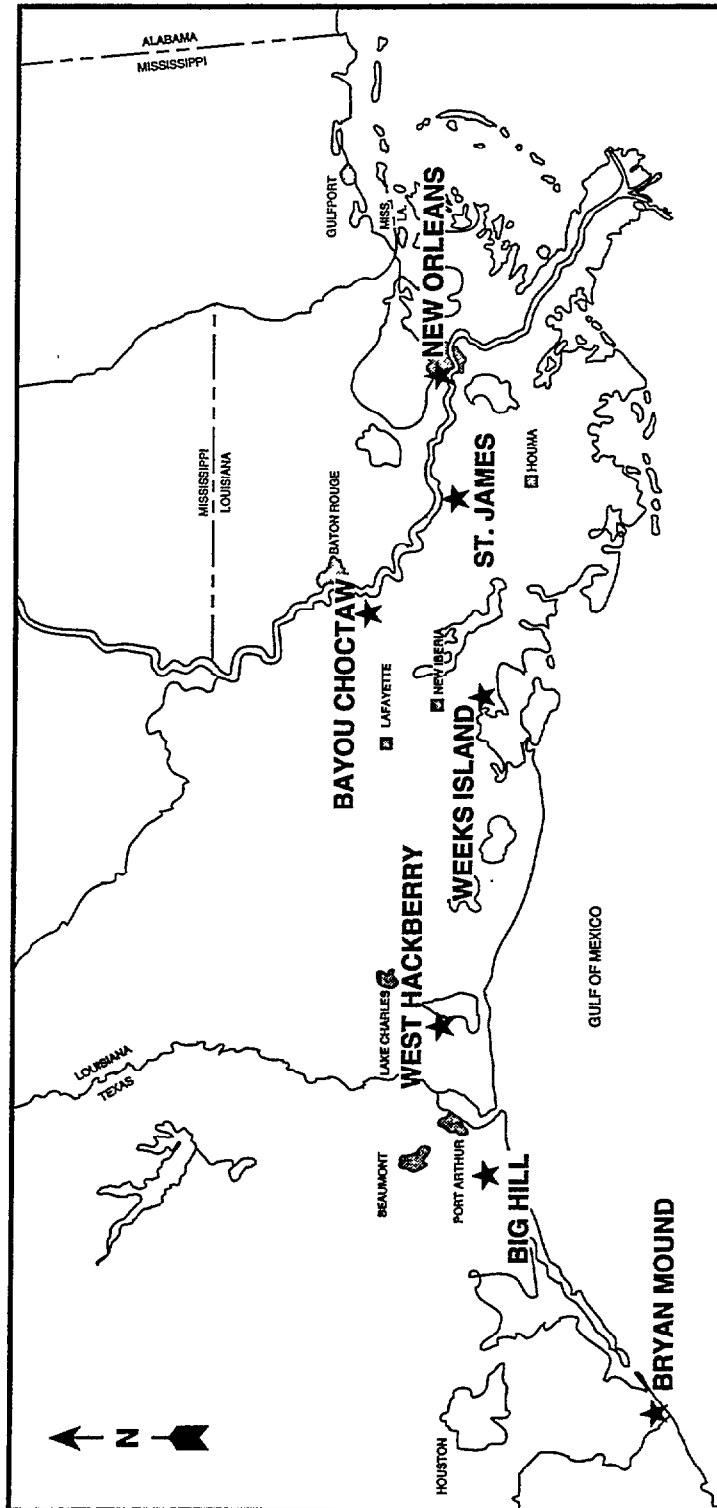 ALABAMA
MISSISSIPPI
GULFPORT
MISS.
LA.
NEW ORLEANS
MISSISSIPPI
LOUISIANA
BATON ROUGE
BAYOU CHOCTAW
ST. JAMES
HOUMA
LAFAYETTE
NEW IBERIA
WEEKS ISLAND
LOUISIANA
TEXAS
LAKE CHARLES
WEST HACKBERRY
BEAUMONT
PORT ARTHUR
BIG HILL
GULF OF MEXICO
HOUSTON
BRYAN MOUND
N